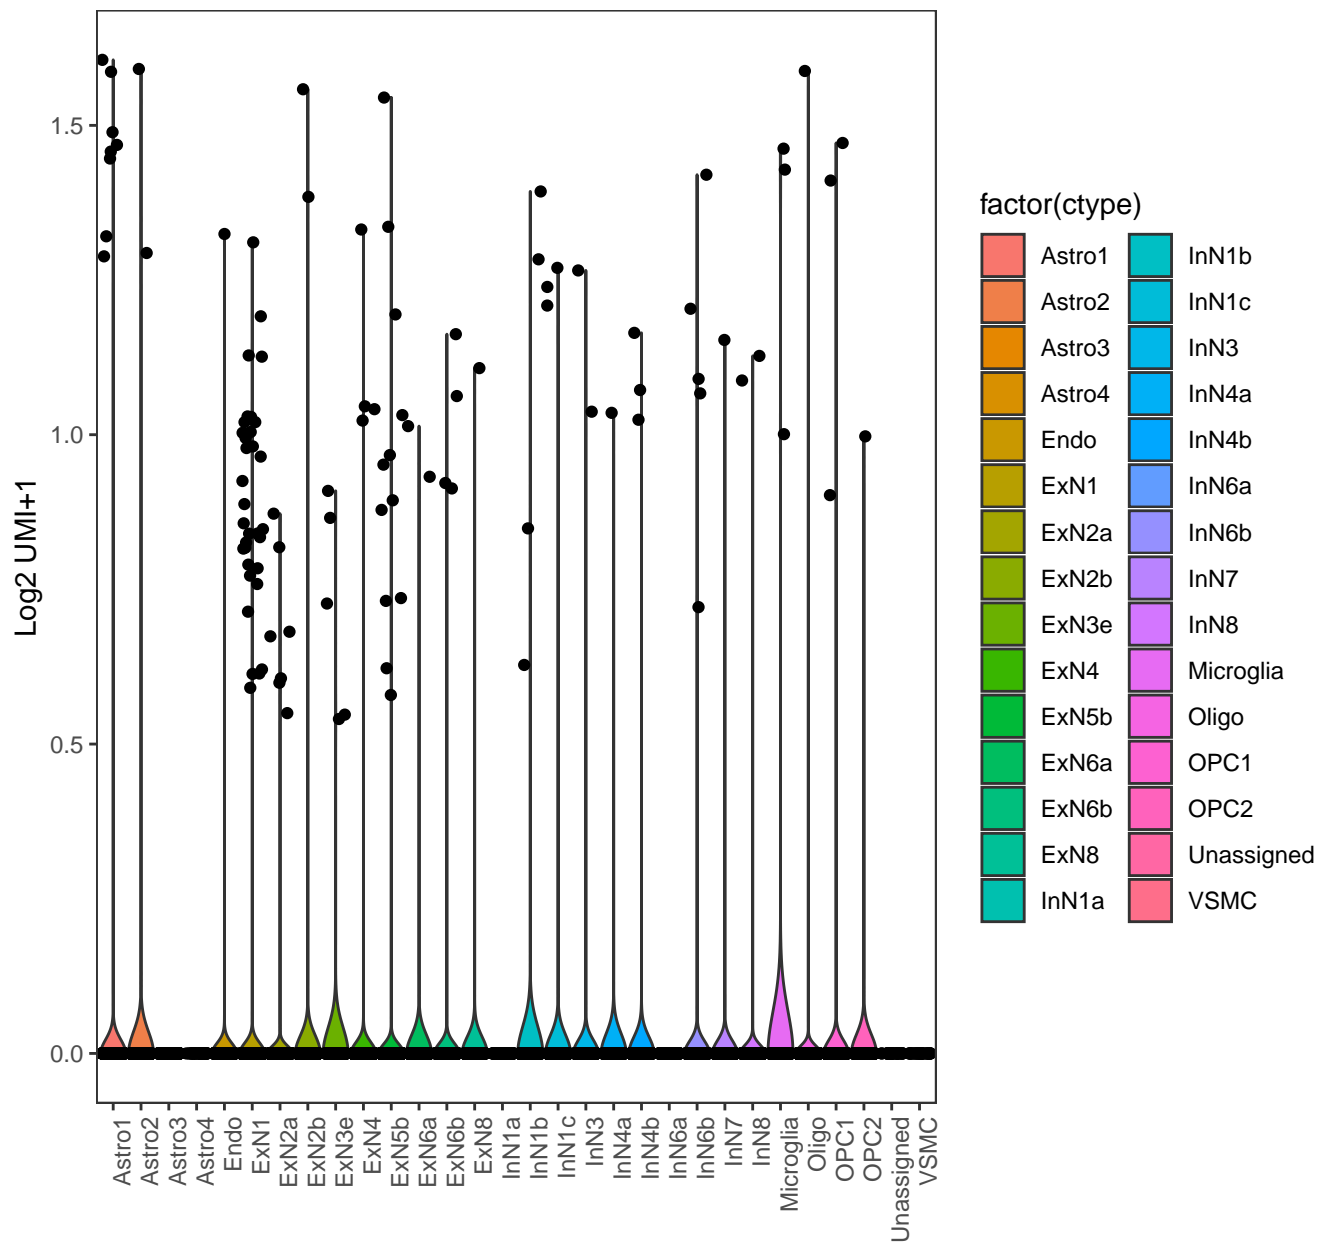 Log2 UMI+1
1.5
1.0
0.5
0.0
Astro1
Astro2
Astro3
Astro4
Endo
ExN1
ExN2a
ExN2b
ExN3e
ExN4
ExN5b
ExN6a
ExN6b
ExN8
InN1a
InN1b
InN1c
InN3
InN4a
InN4b
InN6a
InN6b
InN7
InN8
Microglia
Oligo
OPC1
OPC2
Unassigned
VSMC
factor(ctype)
Astro1
Astro2
Astro3
Astro4
Endo
ExN1
ExN2a
ExN2b
ExN3e
ExN4
ExN5b
ExN6a
ExN6b
ExN8
InN1a
InN1b
InN1c
InN3
InN4a
InN4b
InN6a
InN6b
InN7
InN8
Microglia
Oligo
OPC1
OPC2
Unassigned
VSMC